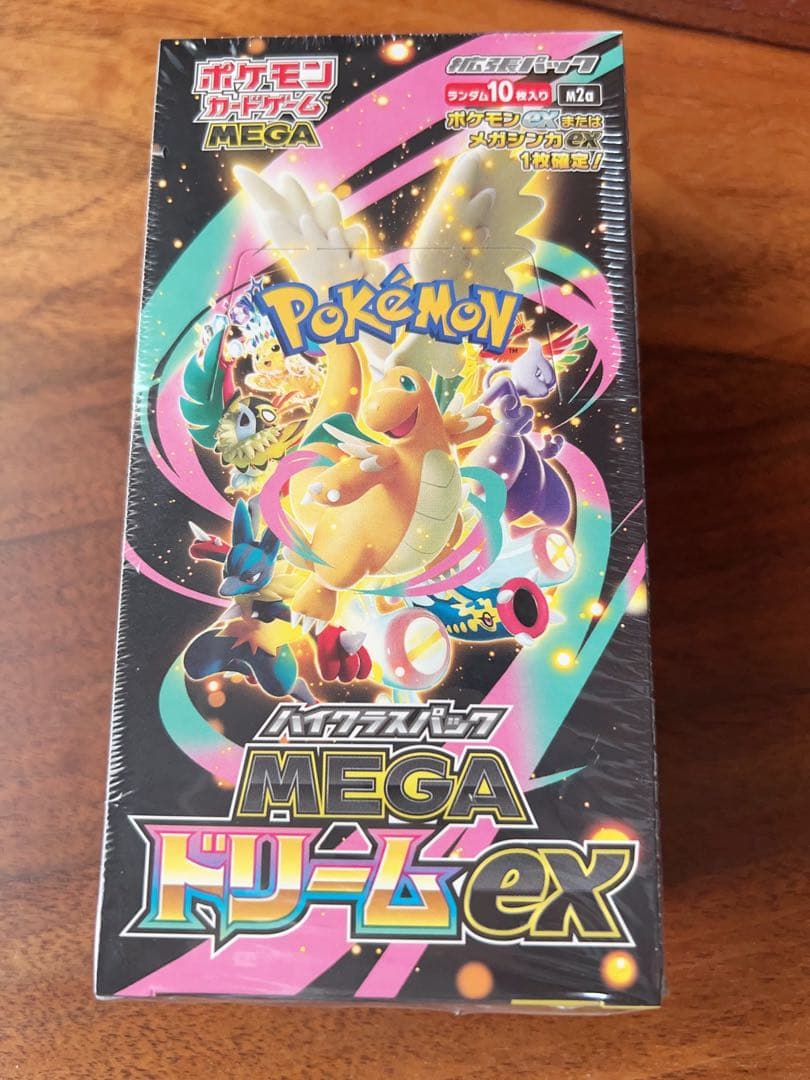 ポケモン
カードゲーム
MEGA
拡張パック
ランダム10枚入り M2a
ポケモンexまたは
メガシンカex
1枚確定!
POKéMON
TM
ハイクラスパック
MEGA
ドリームex